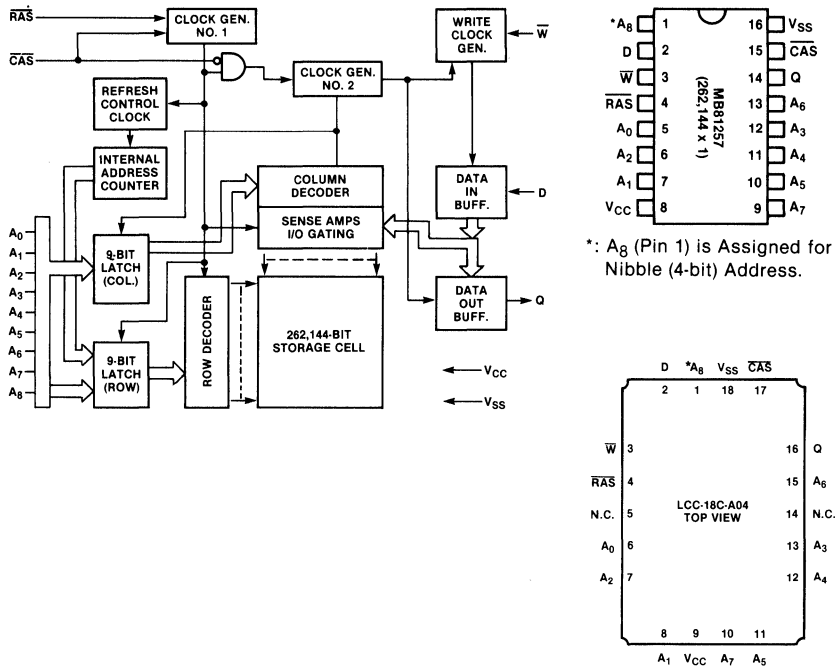 R̅A̅S̅
C̅A̅S̅
CLOCK GEN.
NO. 1
CLOCK GEN.
NO. 2
WRITE
CLOCK
GEN.
W̅
REFRESH
CONTROL
CLOCK
INTERNAL
ADDRESS
COUNTER
COLUMN
DECODER
SENSE AMPS
I/O GATING
DATA
IN
BUFF.
D
A0
A1
A2
A3
A4
A5
A6
A7
A8
9-BIT
LATCH
(COL.)
9-BIT
LATCH
(ROW)
ROW DECODER
262,144-BIT
STORAGE CELL
DATA
OUT
BUFF.
Q
VCC
VSS
*A8 1 16 VSS
D 2 15 C̅A̅S̅
W̅ 3 14 Q
R̅A̅S̅ 4 13 A6
A0 5 12 A3
A2 6 11 A4
A1 7 10 A5
VCC 8 9 A7
MB81257
(262,144 x 1)
*: A8 (Pin 1) is Assigned for
Nibble (4-bit) Address.
D *A8 VSS C̅A̅S̅
2 1 18 17
W̅ 3 16 Q
R̅A̅S̅ 4 15 A6
N.C. 5 14 N.C.
A0 6 13 A3
A2 7 12 A4
LCC-18C-A04
TOP VIEW
8 9 10 11
A1 VCC A7 A5